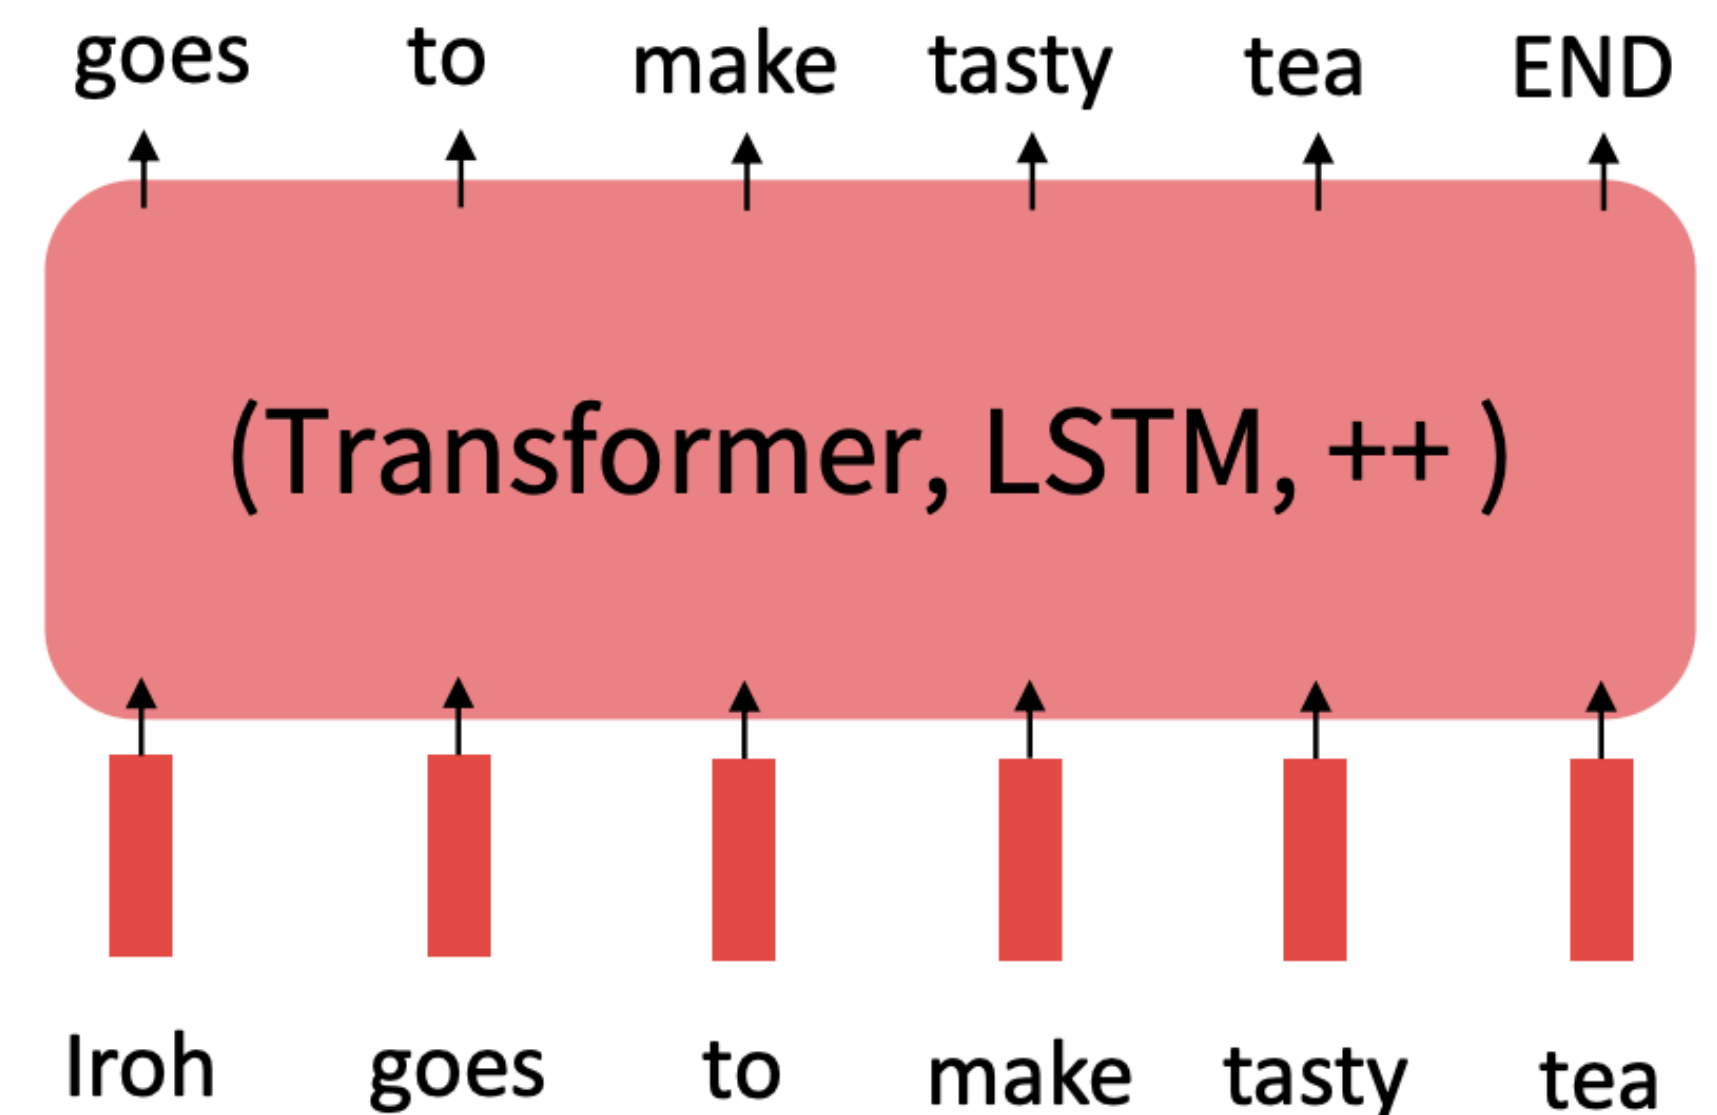 goes to make tasty tea END
(Transformer, LSTM, ++ )
Iroh goes to make tasty tea